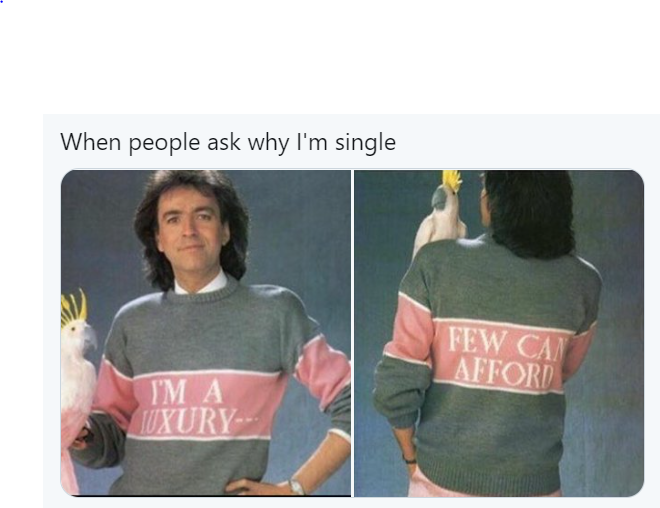 When people ask why I'm single
I'M A
LUXURY---
FEW CAN
AFFORD